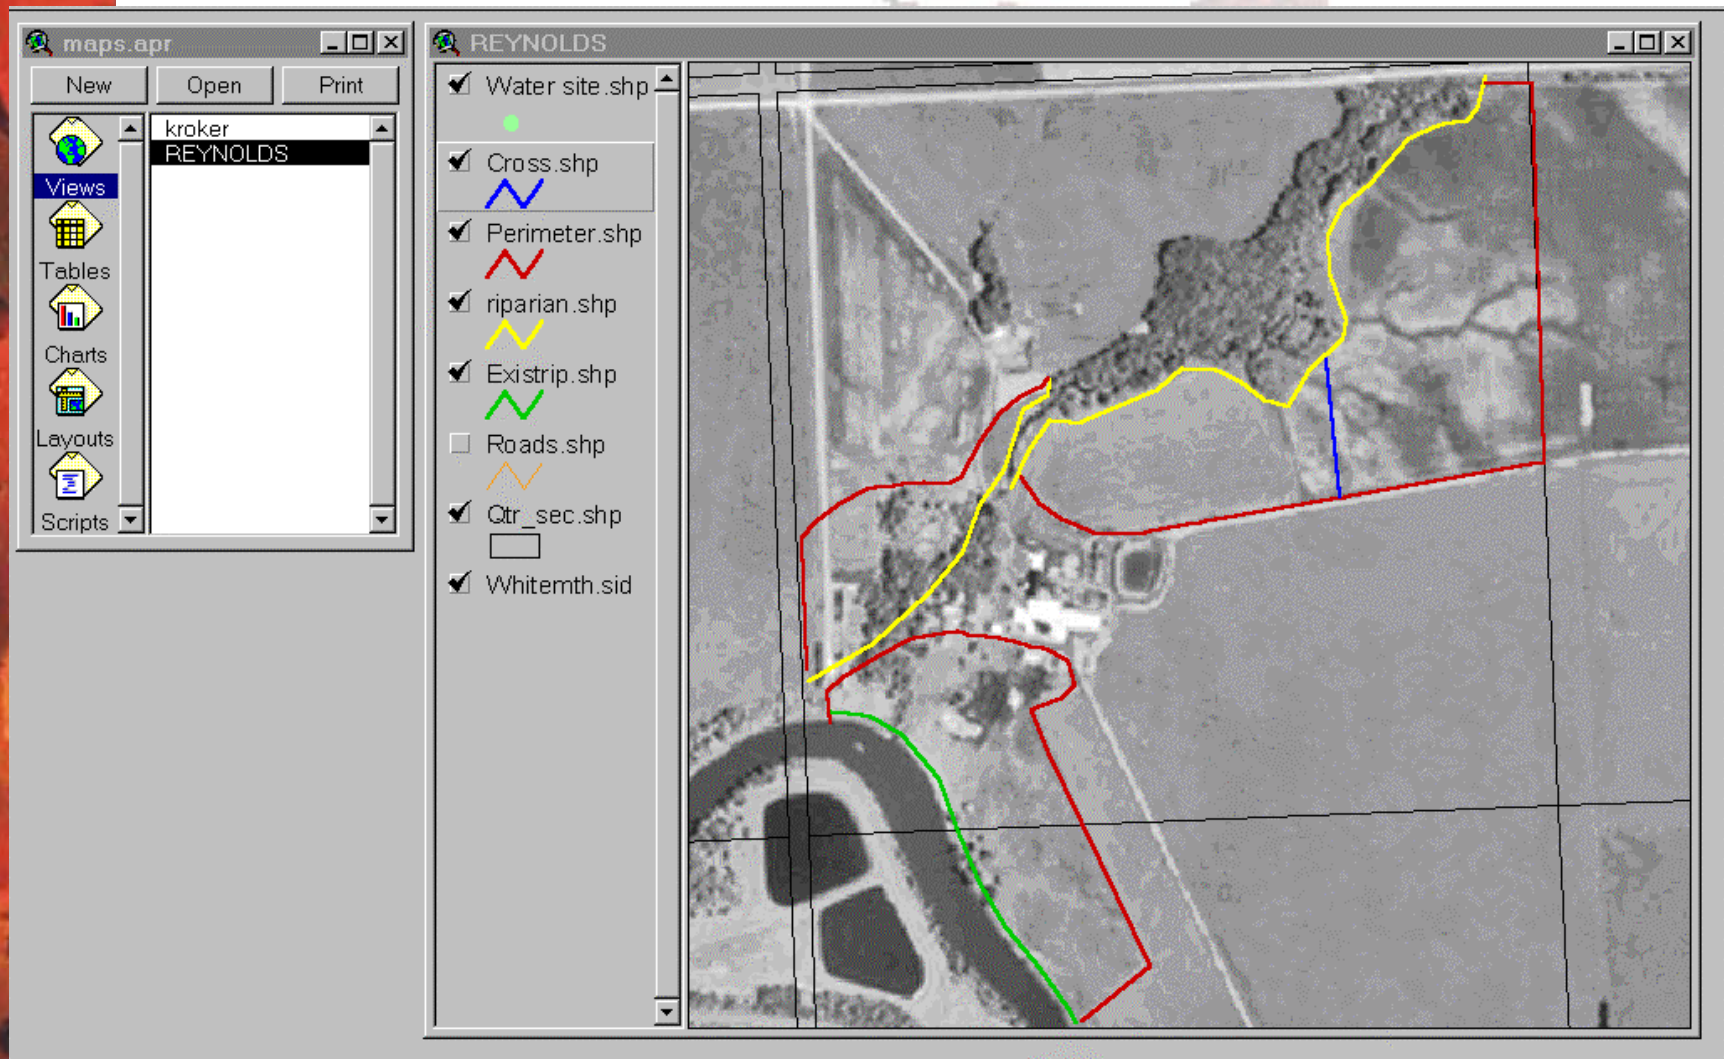 maps.apr
New Open Print
Views
Tables
Charts
Layouts
Scripts
kroker
REYNOLDS
REYNOLDS
Water site.shp
Cross.shp
Perimeter.shp
riparian.shp
Existrip.shp
Roads.shp
Qtr_sec.shp
Whitemth.sid